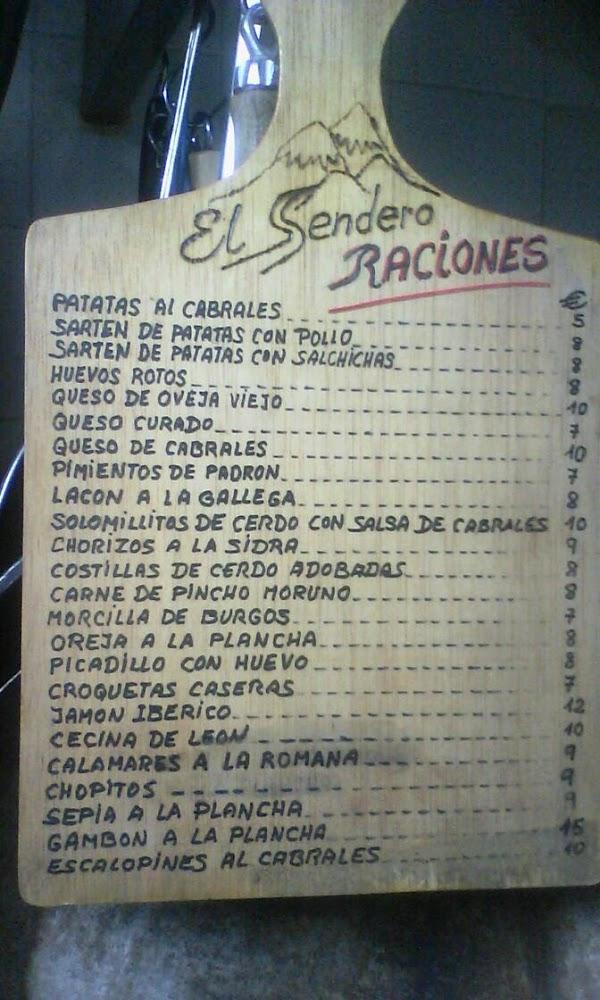 El Sendero
RACIONES
€
PATATAS Al CABRALES 5
SARTEN DE PATATAS CON POLLO 8
SARTEN DE PATATAS CON SALCHICHAS 8
HUEVOS ROTOS 8
QUESO DE OVEJA VIEJO 10
QUESO CURADO 7
QUESO DE CABRALES 10
PIMIENTOS DE PADRON 7
LACON A LA GALLEGA 8
SOLOMILLITOS DE CERDO CON SALSA DE CABRALES 10
CHORIZOS A LA SIDRA 9
COSTILLAS DE CERDO ADOBADAS 8
CARNE DE PINCHO MORUNO 8
MORCILLA DE BURGOS 7
OREJA A LA PLANCHA 8
PICADILLO CON HUEVO 8
CROQUETAS CASERAS 7
JAMON IBERICO 12
CECINA DE LEON 10
CALAMARES A LA ROMANA 9
CHOPITOS 9
SEPIA A LA PLANCHA 9
GAMBON A LA PLANCHA 15
ESCALOPINES AL CABRALES 10